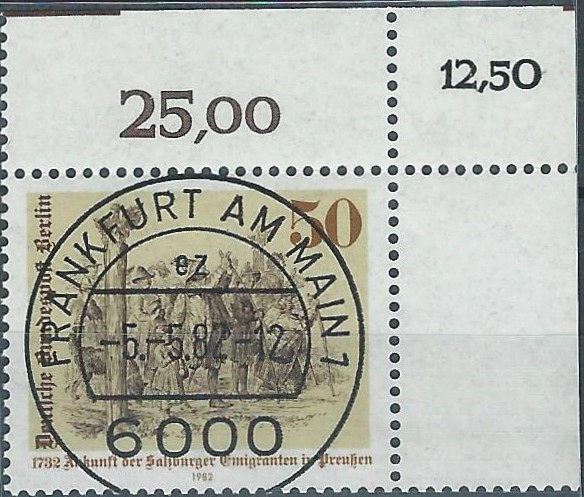 25,00
12,50
Deutsche Bundespost Berlin
50
FRANKFURT AM MAIN 1
ez
-5.-5.82-12
6000
1732 Ankunft der Salzburger Emigranten in Preußen
1982